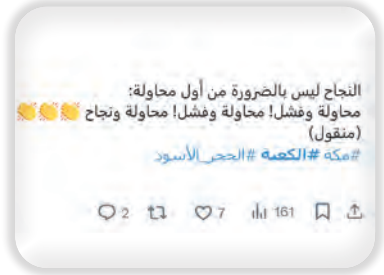 النجاح ليس بالضرورة من أول محاولة:
محاولة وفشل! محاولة وفشل! محاولة ونجاح 👏👏👏
(منقول)
#مكة #الكعبة #الحجر_الأسود
2 7 161